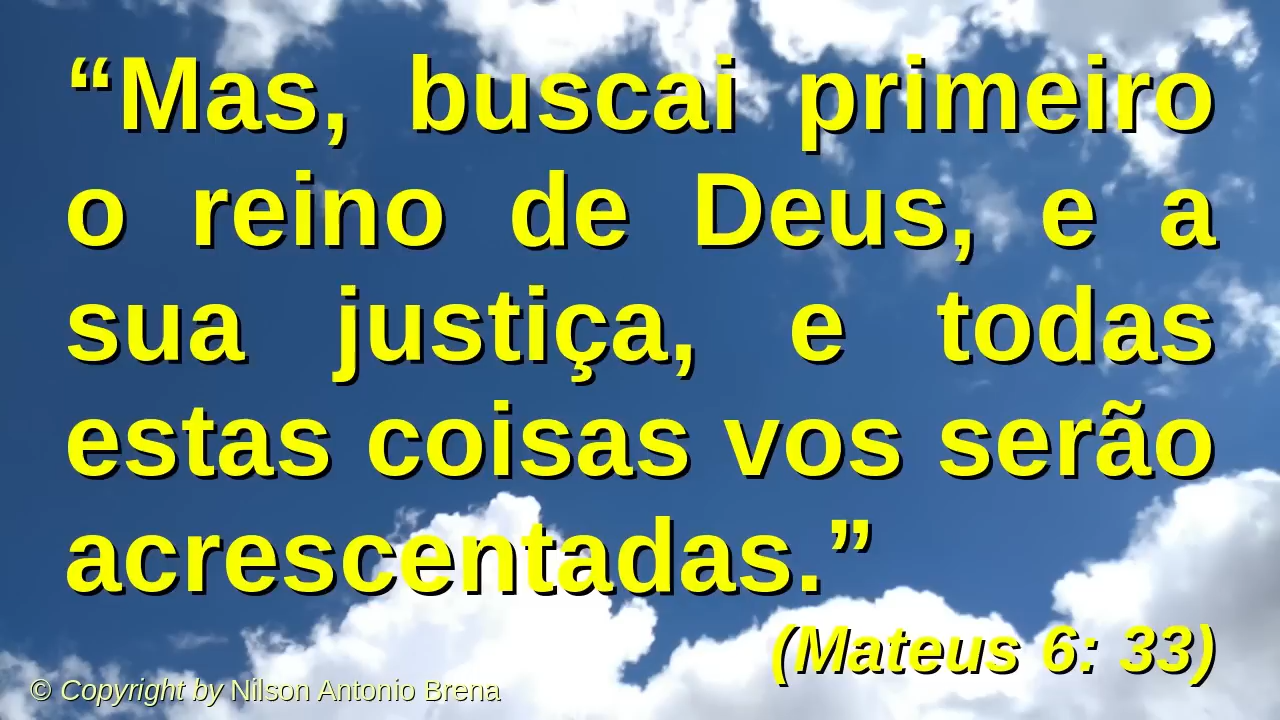 “Mas, buscai primeiro
o reino de Deus, e a
sua justiça, e todas
estas coisas vos serão
acrescentadas.”
(Mateus 6: 33)
© Copyright by Nilson Antonio Brena